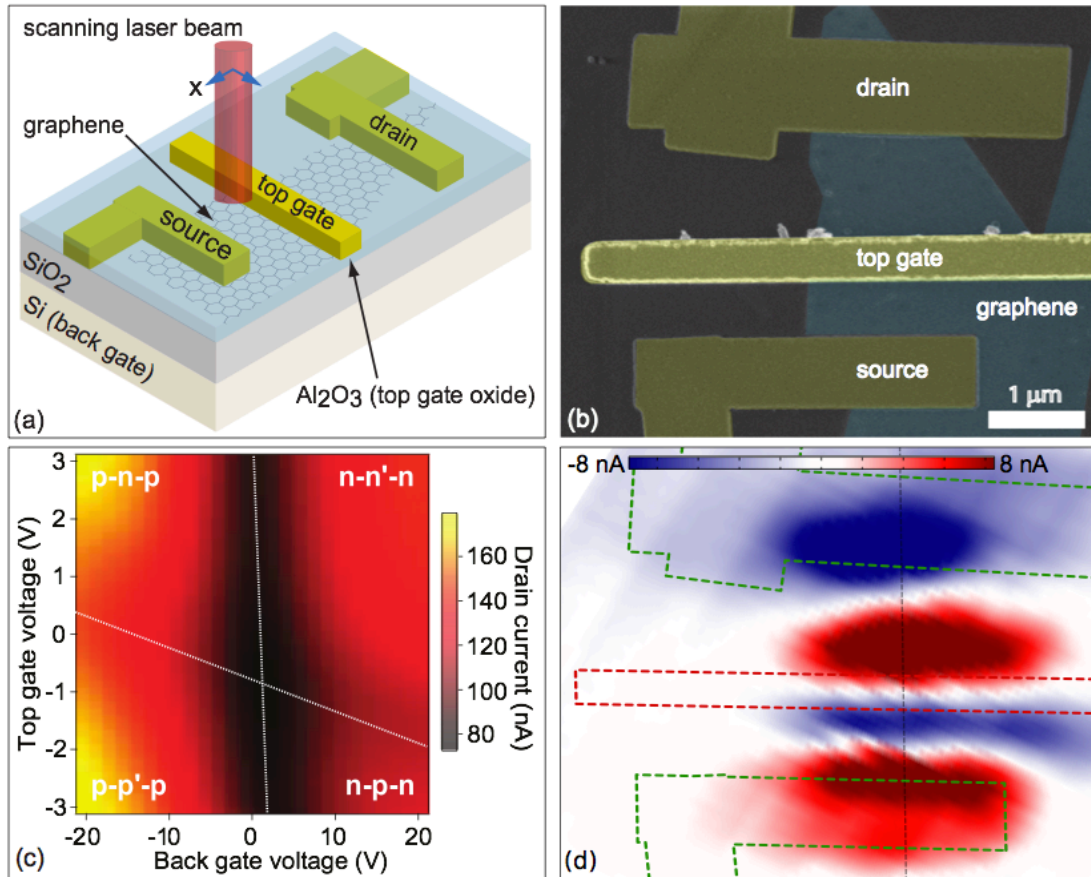 scanning laser beam
x
graphene
drain
top gate
source
SiO2
Si (back gate)
Al2O3 (top gate oxide)
(a)
drain
top gate
graphene
source
1 μm
(b)
p-n-p
n-n'-n
p-p'-p
n-p-n
3
2
1
0
-1
-2
-3
Top gate voltage (V)
-20
-10
0
10
20
Back gate voltage (V)
160
140
120
100
80
Drain current (nA)
(c)
-8 nA
8 nA
(d)